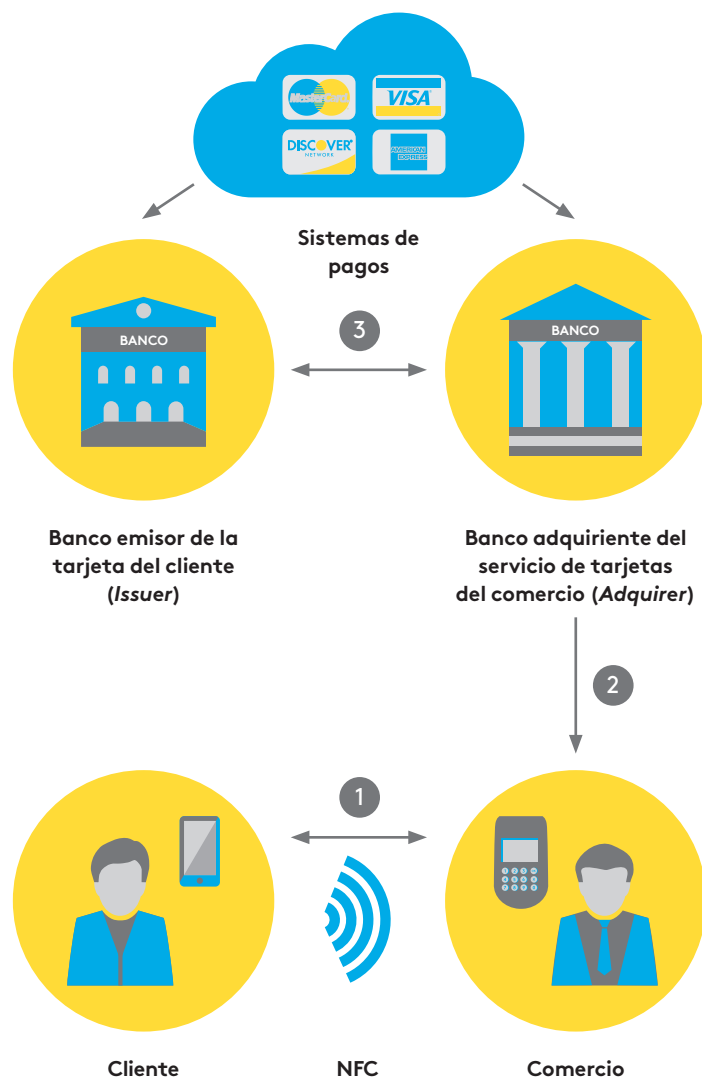 MasterCard
VISA
DISCOVER
NETWORK
AMERICAN
EXPRESS
Sistemas de
pagos
BANCO
3
BANCO
Banco emisor de la
tarjeta del cliente
(Issuer)
Banco adquiriente del
servicio de tarjetas
del comercio (Adquirer)
2
1
Cliente
NFC
Comercio